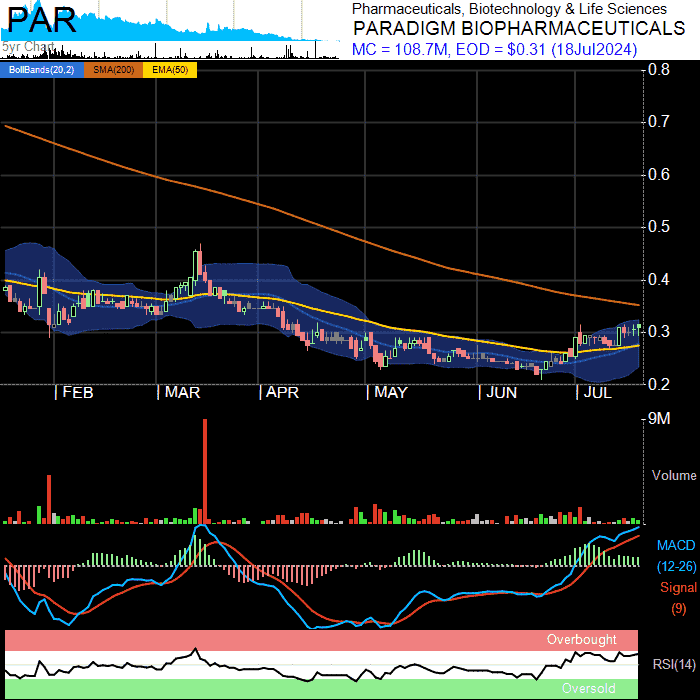 PAR
5yr Chart
Pharmaceuticals, Biotechnology & Life Sciences
PARADIGM BIOPHARMACEUTICALS
MC = 108.7M, EOD = $0.31 (18Jul2024)
BollBands(20,2) SMA(200) EMA(50)
0.8
0.7
0.6
0.5
0.4
0.3
0.2
FEB MAR APR MAY JUN JUL
9M
Volume
MACD
(12-26)
Signal
(9)
Overbought
RSI(14)
Oversold